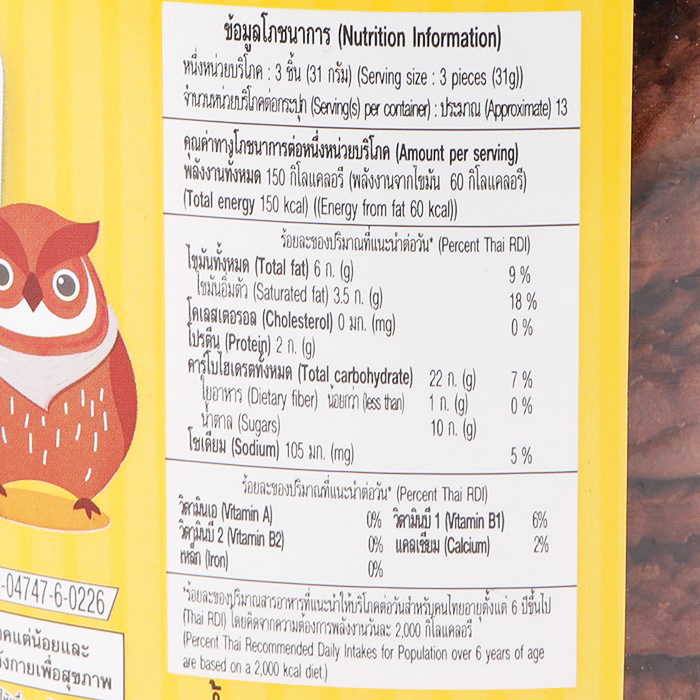 ข้อมูลโภชนาการ (Nutrition Information)
หนึ่งหน่วยบริโภค : 3 ชิ้น (31 กรัม) (Serving size : 3 pieces (31g))
จำนวนหน่วยบริโภคต่อกระปุก (Serving(s) per container) : ประมาณ (Approximate) 13
คุณค่าทางโภชนาการต่อหนึ่งหน่วยบริโภค (Amount per serving)
พลังงานทั้งหมด 150 กิโลแคลอรี (พลังงานจากไขมัน 60 กิโลแคลอรี)
(Total energy 150 kcal) ((Energy from fat 60 kcal))
ร้อยละของปริมาณที่แนะนำต่อวัน* (Percent Thai RDI)
ไขมันทั้งหมด (Total fat) 6 ก. (g) 9 %
ไขมันอิ่มตัว (Saturated fat) 3.5 ก. (g) 18 %
โคเลสเตอรอล (Cholesterol) 0 มก. (mg) 0 %
โปรตีน (Protein) 2 ก. (g)
คาร์โบไฮเดรตทั้งหมด (Total carbohydrate) 22 ก. (g) 7 %
ใยอาหาร (Dietary fiber) น้อยกว่า (less than) 1 ก. (g) 0 %
น้ำตาล (Sugars) 10 ก. (g)
โซเดียม (Sodium) 105 มก. (mg) 5 %
ร้อยละของปริมาณที่แนะนำต่อวัน* (Percent Thai RDI)
วิตามินเอ (Vitamin A) 0% วิตามินบี 1 (Vitamin B1) 6%
วิตามินบี 2 (Vitamin B2) 0% แคลเซียม (Calcium) 2%
เหล็ก (Iron) 0%
*ร้อยละของปริมาณสารอาหารที่แนะนำให้บริโภคต่อวันสำหรับคนไทยอายุตั้งแต่ 6 ปีขึ้นไป
(Thai RDI) โดยคิดจากความต้องการพลังงานวันละ 2,000 กิโลแคลอรี
(Percent Thai Recommended Daily Intakes for Population over 6 years of age
are based on a 2,000 kcal diet.)
-04747-6-0226
คแต่น้อยและ
งกายเพื่อสุขภาพ